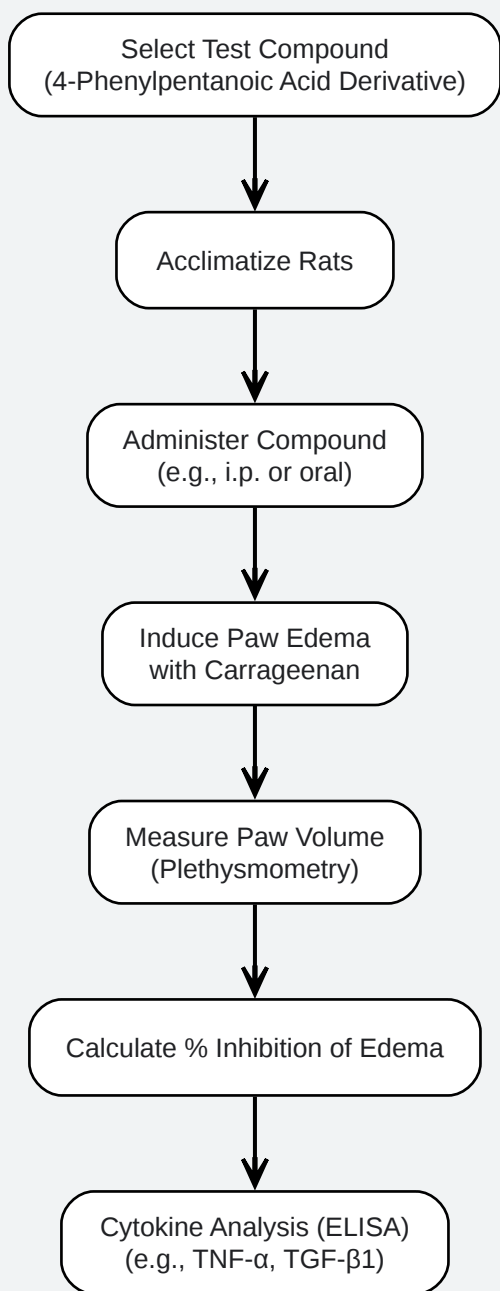 Select Test Compound
(4-Phenylpentanoic Acid Derivative)
Acclimatize Rats
Administer Compound
(e.g., i.p. or oral)
Induce Paw Edema
with Carrageenan
Measure Paw Volume
(Plethysmometry)
Calculate % Inhibition of Edema
Cytokine Analysis (ELISA)
(e.g., TNF-α, TGF-β1)